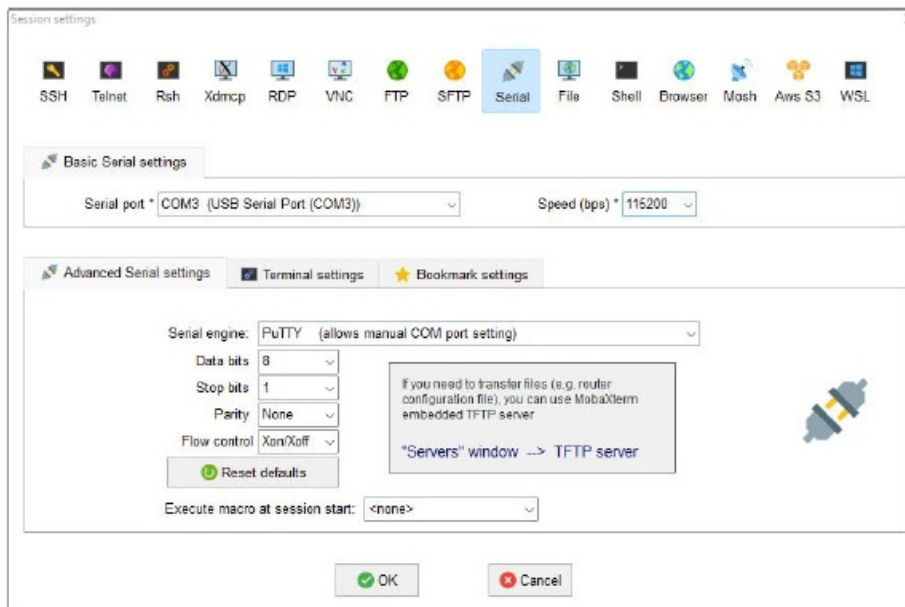 Session settings
SSH Telnet Rsh Xdmcp RDP VNC FTP SFTP Serial File Shell Browser Mosh Aws S3 WSL
Basic Serial settings
Serial port * COM3 (USB Serial Port (COM3)) Speed (bps) * 115200
Advanced Serial settings Terminal settings Bookmark settings
Serial engine: PuTTY (allows manual COM port setting)
Data bits 8
Stop bits 1
Parity None
Flow control Xon/Xoff
Reset defaults
If you need to transfer files (e.g. router
configuration file), you can use MobaXterm
embedded TFTP server
"Servers" window --> TFTP server
Execute macro at session start: <none>
OK Cancel